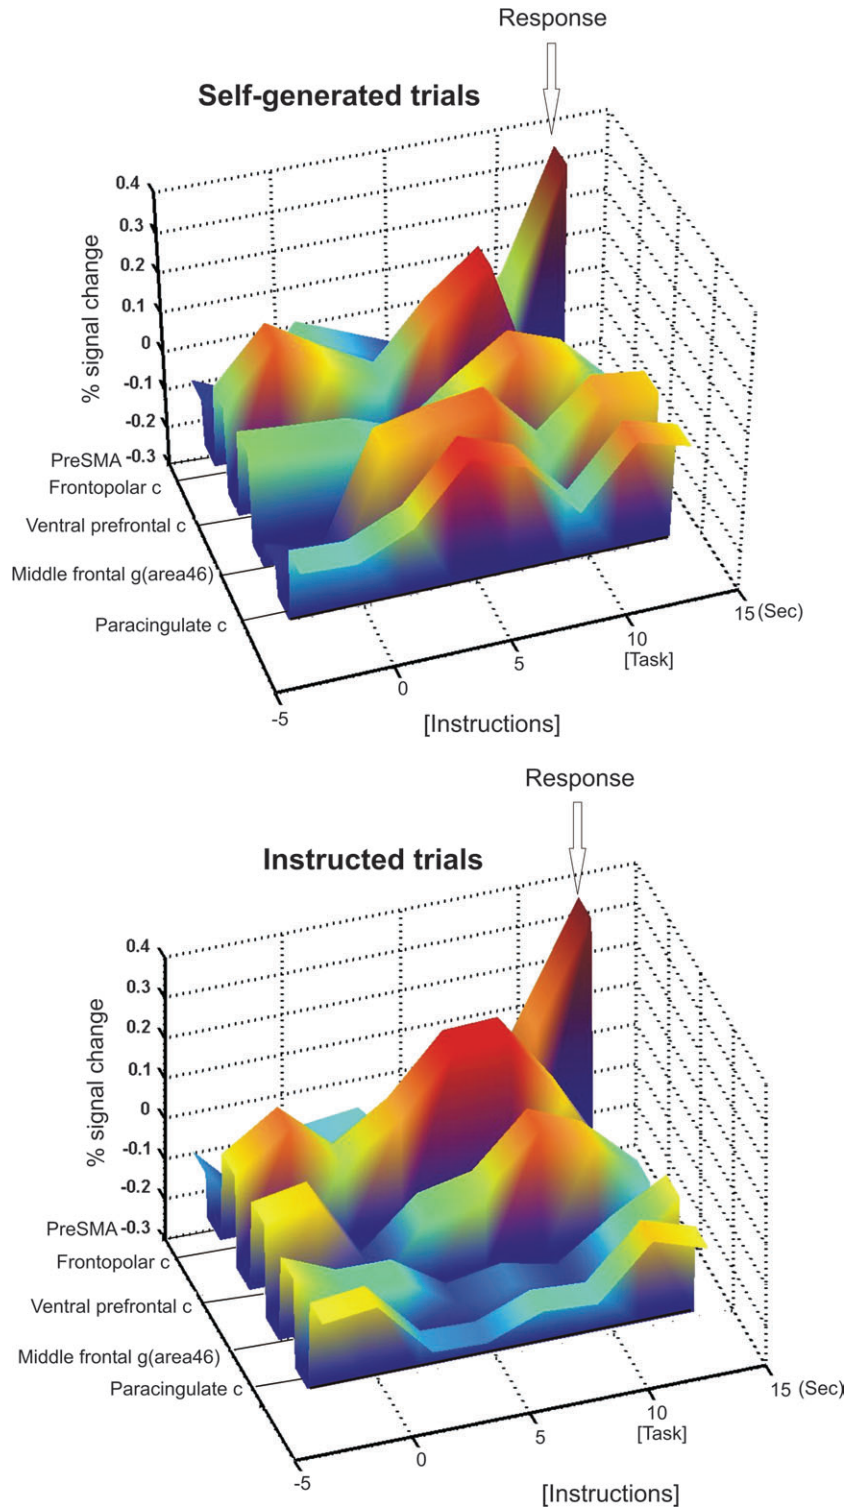 Response
Self-generated trials
0.4
0.3
0.2
0.1
0
-0.1
-0.2
-0.3
% signal change
PreSMA
Frontopolar c
Ventral prefrontal c
Middle frontal g(area46)
Paracingulate c
-5
0
5
10
15 (Sec)
[Task]
[Instructions]
Response
Instructed trials
0.4
0.3
0.2
0.1
0
-0.1
-0.2
-0.3
% signal change
PreSMA
Frontopolar c
Ventral prefrontal c
Middle frontal g(area46)
Paracingulate c
-5
0
5
10
15 (Sec)
[Task]
[Instructions]